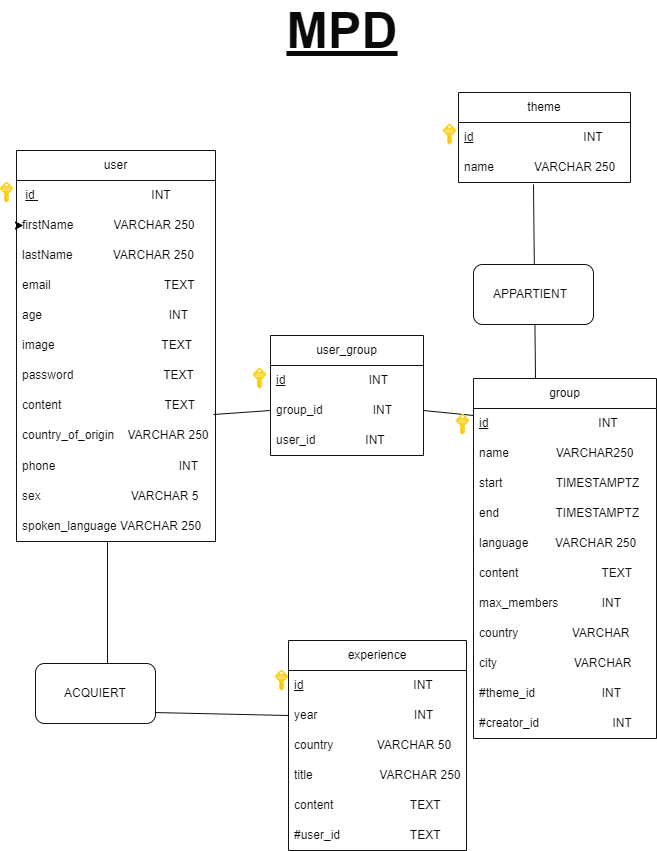 MPD
theme
id INT
name VARCHAR 250
APPARTIENT
user
id INT
firstName VARCHAR 250
lastName VARCHAR 250
email TEXT
age INT
image TEXT
password TEXT
content TEXT
country_of_origin VARCHAR 250
phone INT
sex VARCHAR 5
spoken_language VARCHAR 250
user_group
id INT
group_id INT
user_id INT
group
id INT
name VARCHAR250
start TIMESTAMPTZ
end TIMESTAMPTZ
language VARCHAR 250
content TEXT
max_members INT
country VARCHAR
city VARCHAR
#theme_id INT
#creator_id INT
ACQUIERT
experience
id INT
year INT
country VARCHAR 50
title VARCHAR 250
content TEXT
#user_id TEXT